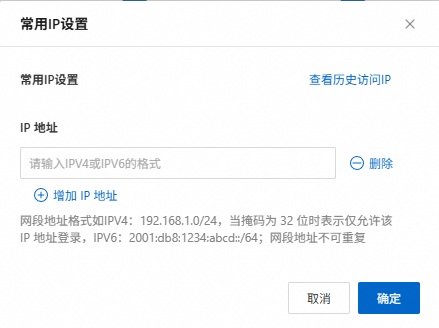 常用IP设置
常用IP设置
查看历史访问IP
IP 地址
请输入IPV4或IPV6的格式
删除
增加 IP 地址
网段地址格式如IPV4：192.168.1.0/24，当掩码为 32 位时表示仅允许该
IP 地址登录，IPV6：2001:db8:1234:abcd::/64；网段地址不可重复
取消
确定